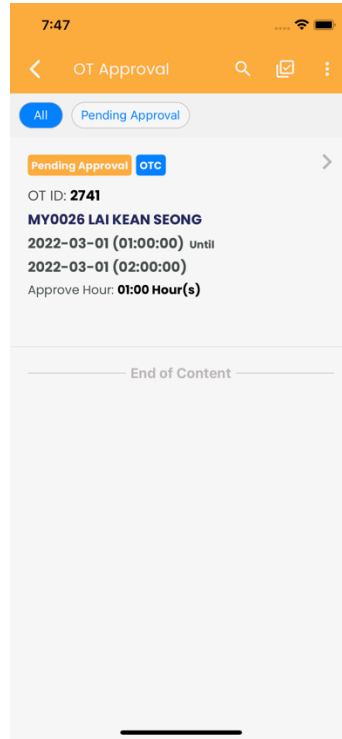 7:47
OT Approval
All
Pending Approval
Pending Approval OTC
OT ID: 2741
MY0026 LAI KEAN SEONG
2022-03-01 (01:00:00) Until
2022-03-01 (02:00:00)
Approve Hour: 01:00 Hour(s)
End of Content